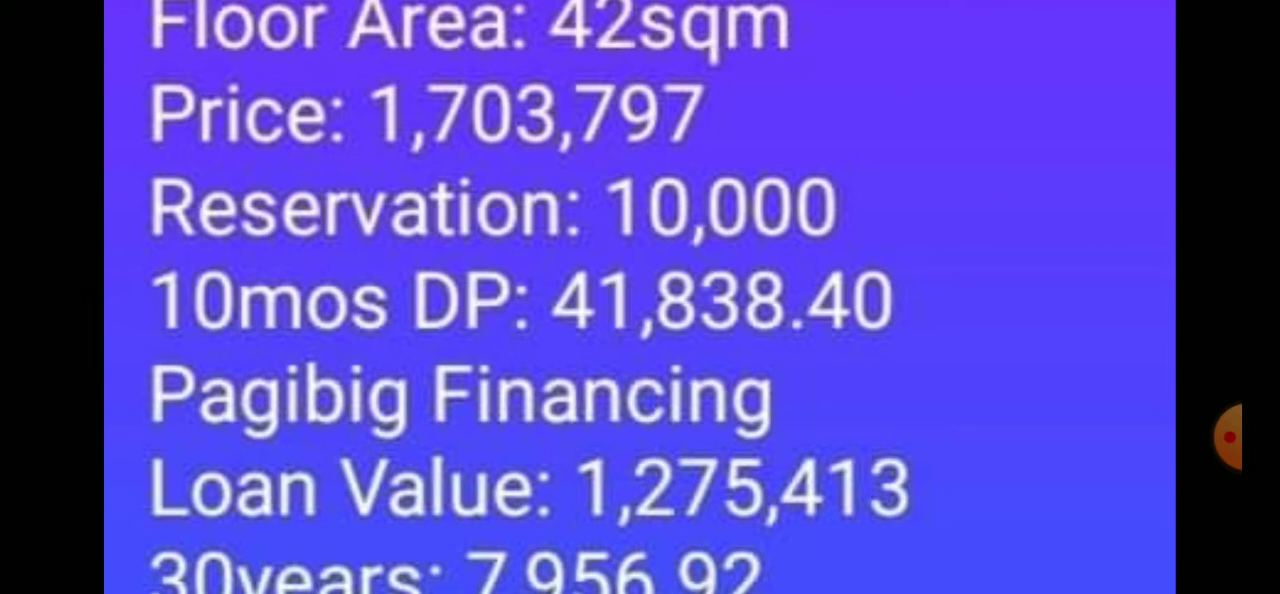 Floor Area: 42sqm
Price: 1,703,797
Reservation: 10,000
10mos DP: 41,838.40
Pagibig Financing
Loan Value: 1,275,413
30years: 7,956.92